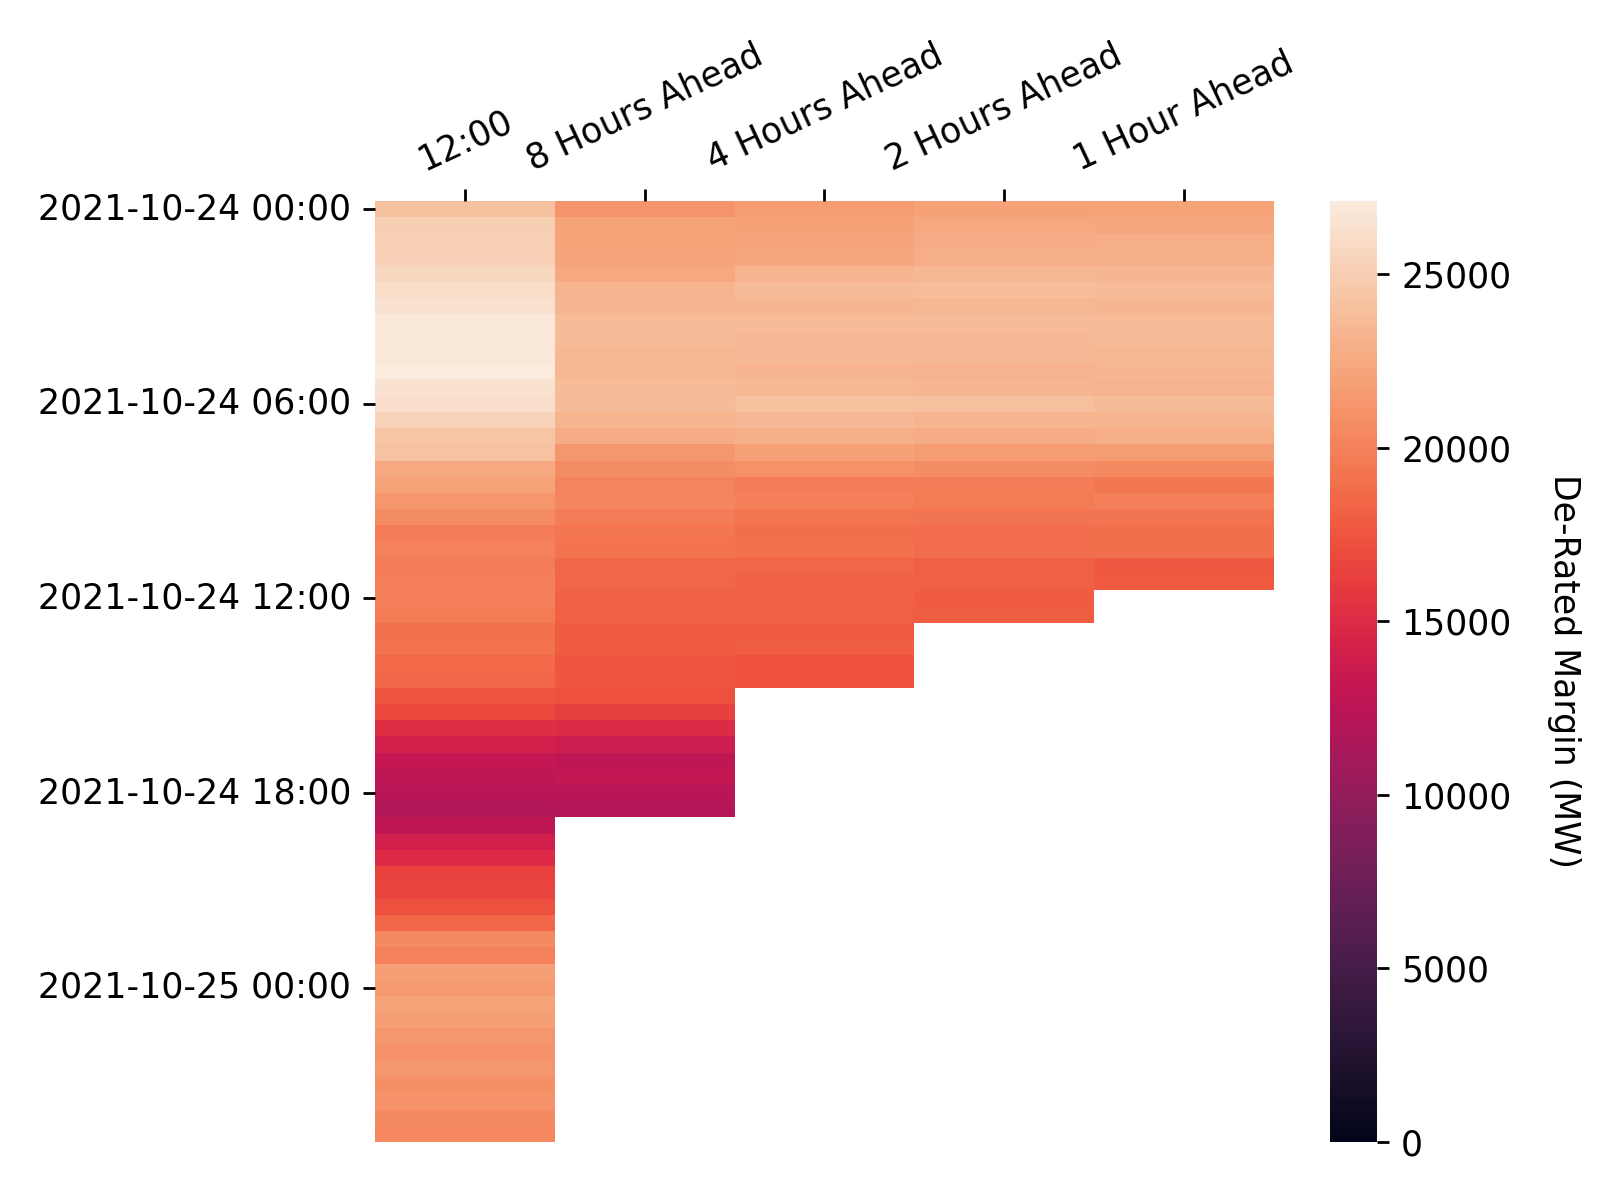 12:00
8 Hours Ahead
4 Hours Ahead
2 Hours Ahead
1 Hour Ahead
2021-10-24 00:00
2021-10-24 06:00
2021-10-24 12:00
2021-10-24 18:00
2021-10-25 00:00
25000
20000
15000
10000
5000
0
De-Rated Margin (MW)